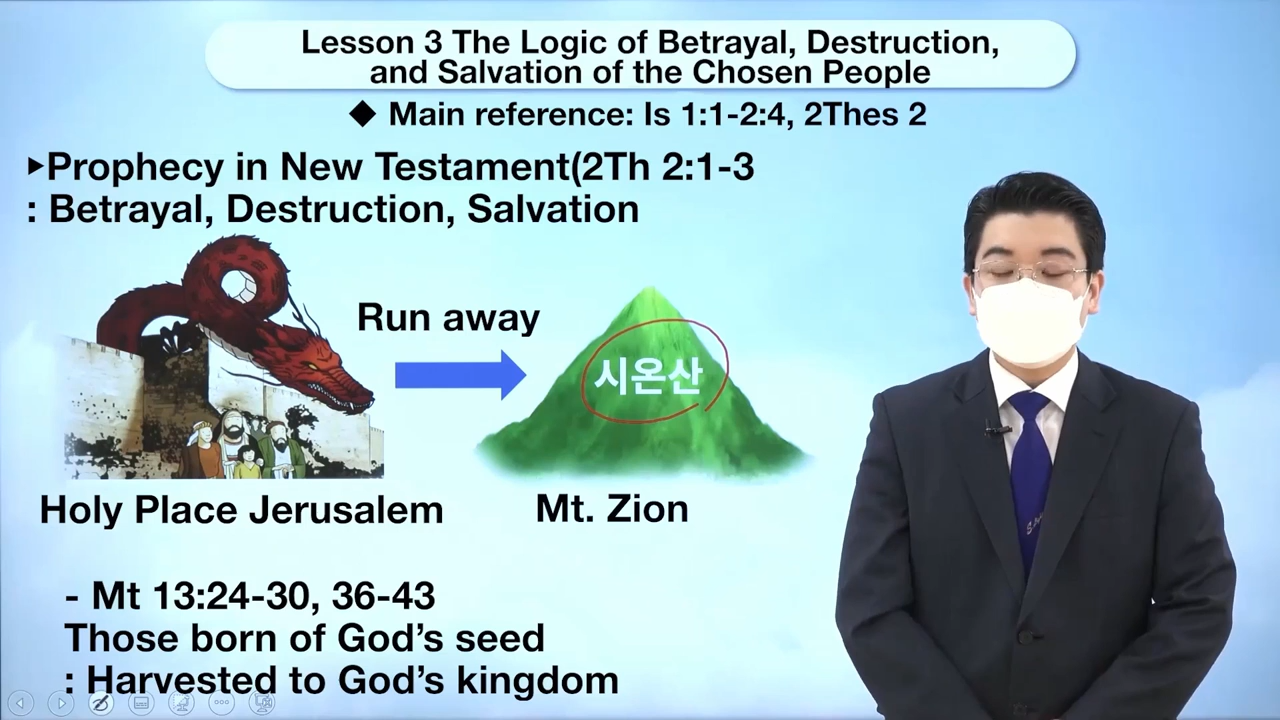 Lesson 3 The Logic of Betrayal, Destruction,
and Salvation of the Chosen People
◆ Main reference: Is 1:1-2:4, 2Thes 2
▸Prophecy in New Testament(2Th 2:1-3
: Betrayal, Destruction, Salvation
Run away
시온산
Holy Place Jerusalem
Mt. Zion
- Mt 13:24-30, 36-43
Those born of God's seed
: Harvested to God's kingdom